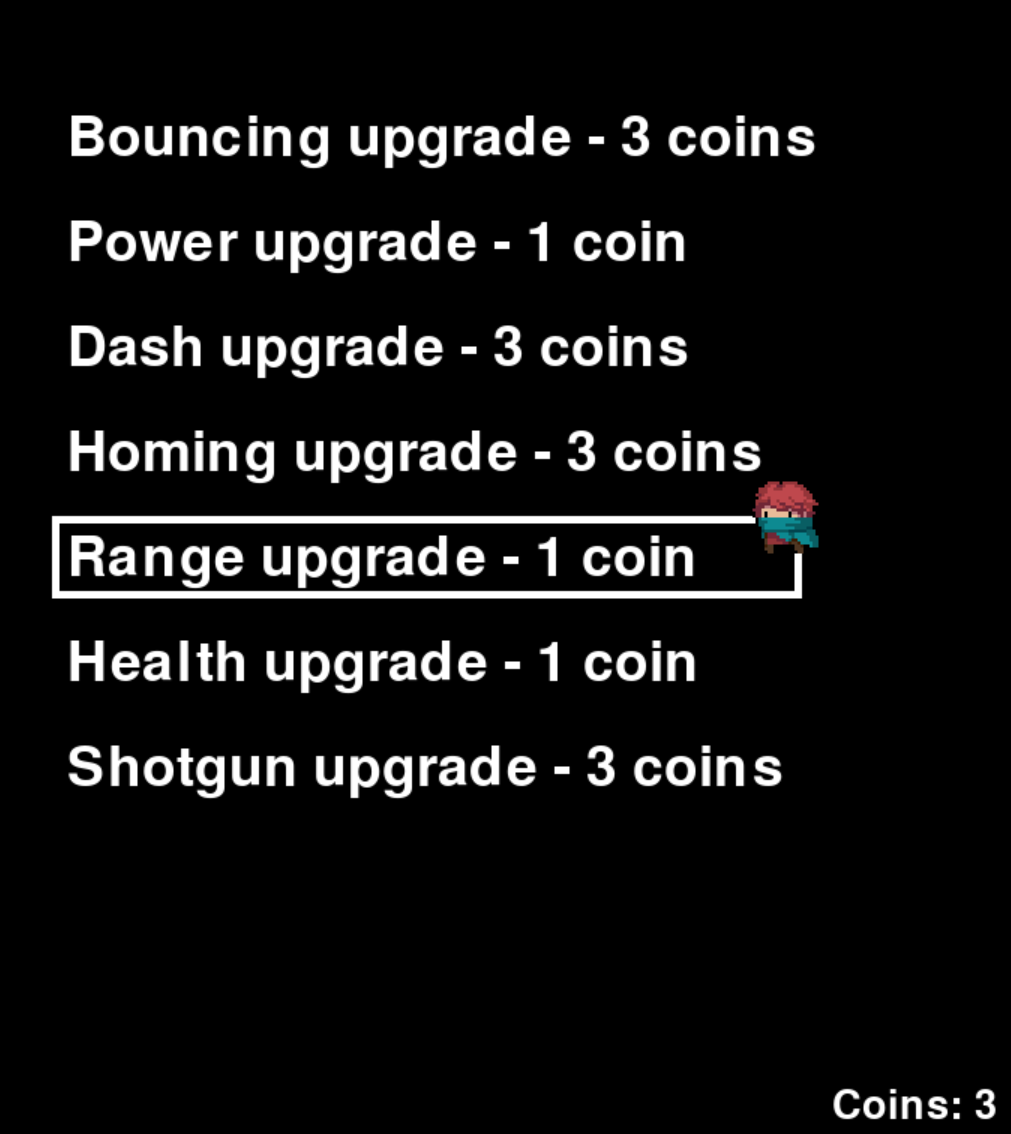 Bouncing upgrade - 3 coins
Power upgrade - 1 coin
Dash upgrade - 3 coins
Homing upgrade - 3 coins
Range upgrade - 1 coin
Health upgrade - 1 coin
Shotgun upgrade - 3 coins
Coins: 3